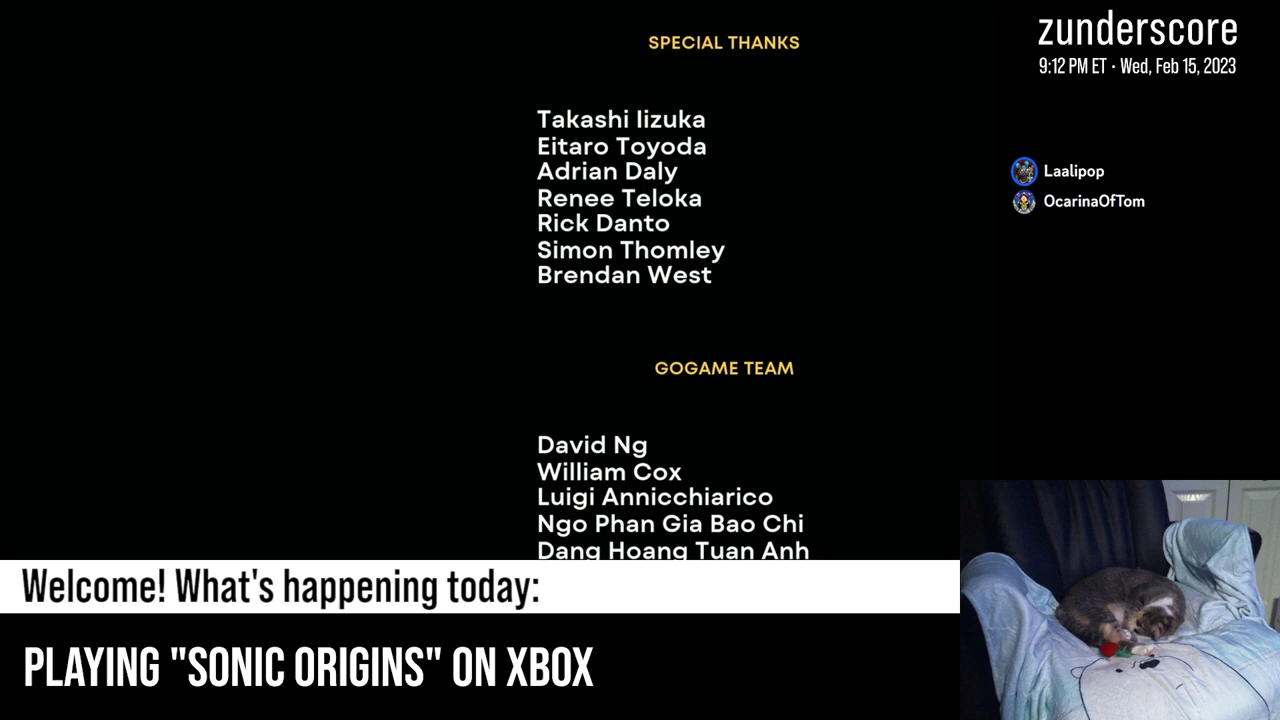 SPECIAL THANKS
Takashi Iizuka
Eitaro Toyoda
Adrian Daly
Renee Teloka
Rick Danto
Simon Thomley
Brendan West
GOGAME TEAM
David Ng
William Cox
Luigi Annicchiarico
Ngo Phan Gia Bao Chi
Dang Hoang Tuan Anh
zunderscore
9:12 PM ET · Wed, Feb 15, 2023
Laalipop
OcarinaOfTom
Welcome! What's happening today:
PLAYING "SONIC ORIGINS" ON XBOX